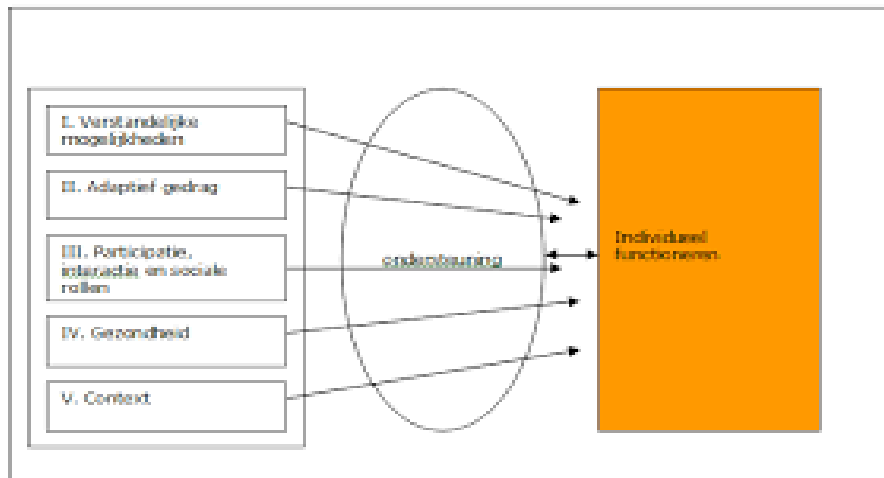 I. Verstandelijke
mogelijkheden
II. Adaptief gedrag
III. Participatie,
interactie en sociale
rollen
IV. Gezondheid
V. Context
ondersteuning
Individueel
functioneren